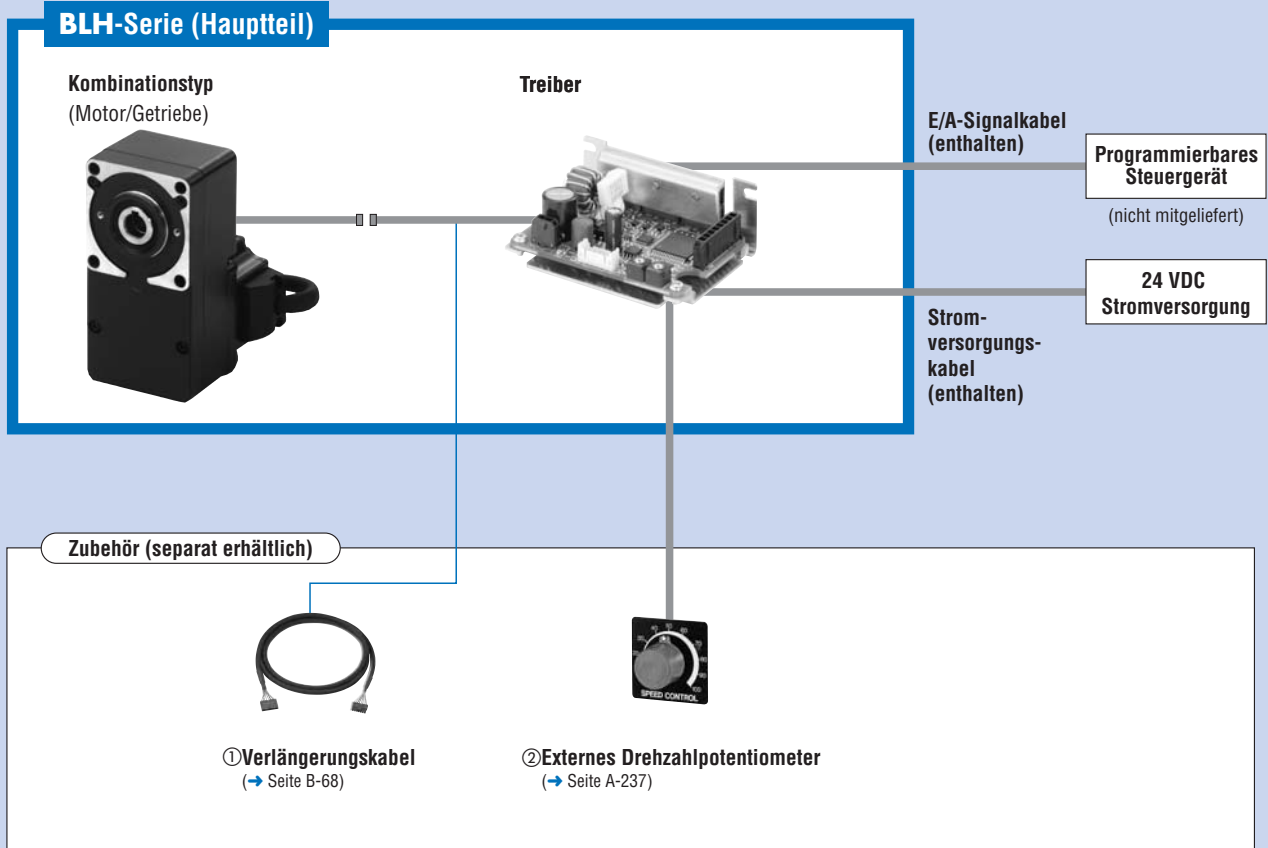 BLH-Serie (Hauptteil)
Kombinationstyp
(Motor/Getriebe)
Treiber
E/A-Signalkabel
(enthalten)
Programmierbares
Steuergerät
(nicht mitgeliefert)
24 VDC
Stromversorgung
Strom-
versorgungs-
kabel
(enthalten)
Zubehör (separat erhältlich)
SPEED CONTROL
100
①Verlängerungskabel
(➜ Seite B-68)
②Externes Drehzahlpotentiometer
(➜ Seite A-237)